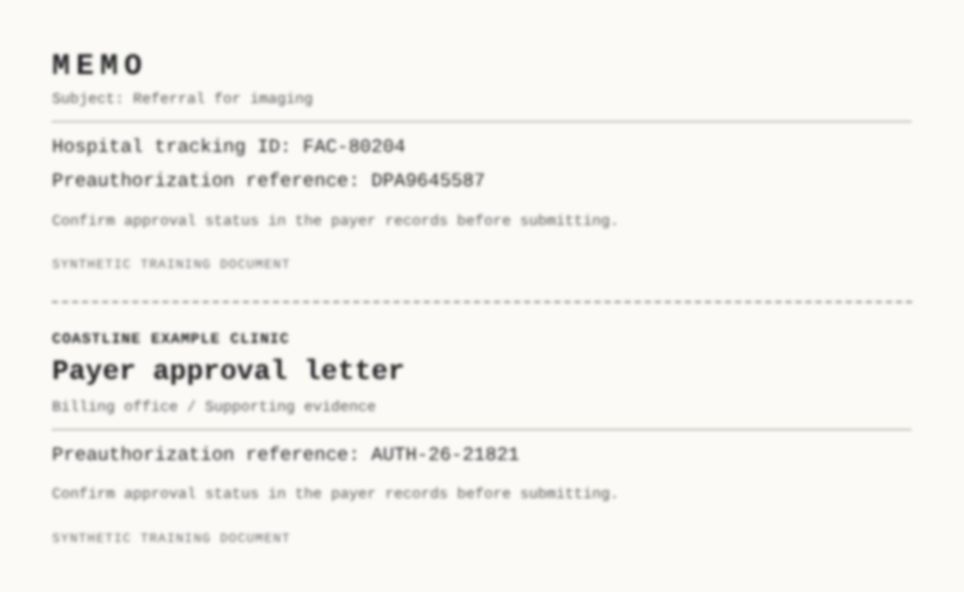 MEMO
Subject: Referral for imaging
Hospital tracking ID: FAC-80204
Preauthorization reference: DPA9645587
Confirm approval status in the payer records before submitting.
SYNTHETIC TRAINING DOCUMENT
COASTLINE EXAMPLE CLINIC
Payer approval letter
Billing office / Supporting evidence
Preauthorization reference: AUTH-26-21821
Confirm approval status in the payer records before submitting.
SYNTHETIC TRAINING DOCUMENT